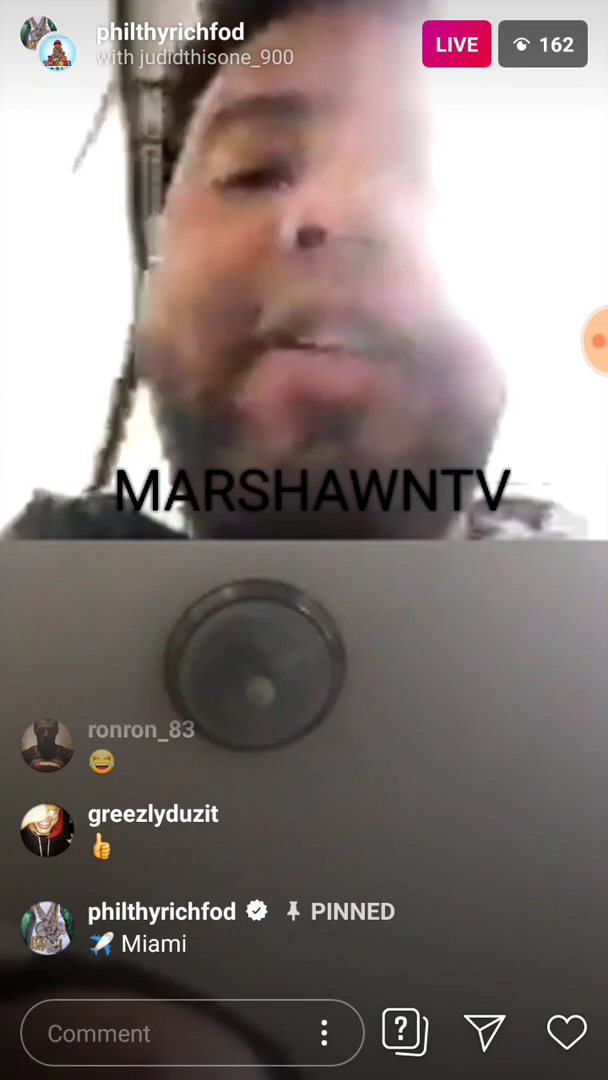 philthyrichfod
with judidthisone_900
LIVE
162
MARSHAWNTV
ronron_83
😂
greezlyduzit
👍
philthyrichfod PINNED
✈️ Miami
Comment